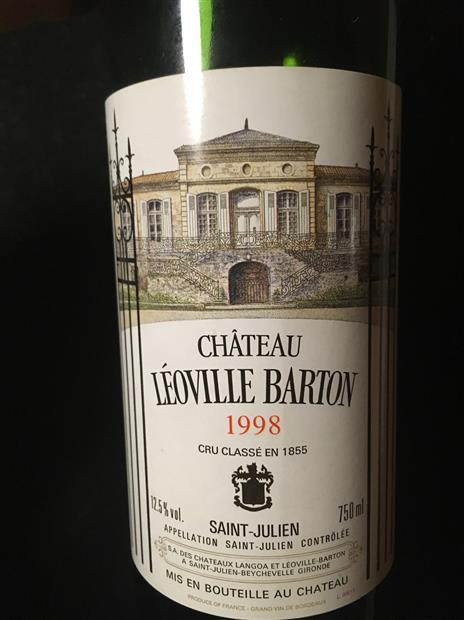 CHÂTEAU
LÉOVILLE BARTON
1998
CRU CLASSÉ EN 1855
12.5% vol.
750 ml
SAINT-JULIEN
APPELLATION SAINT-JULIEN CONTRÔLÉE
S.A. DES CHATEAUX LANGOA ET LÉOVILLE-BARTON
A SAINT-JULIEN-BEYCHEVELLE GIRONDE
MIS EN BOUTEILLE AU CHATEAU
PRODUCE OF FRANCE - GRAND VIN DE BORDEAUX